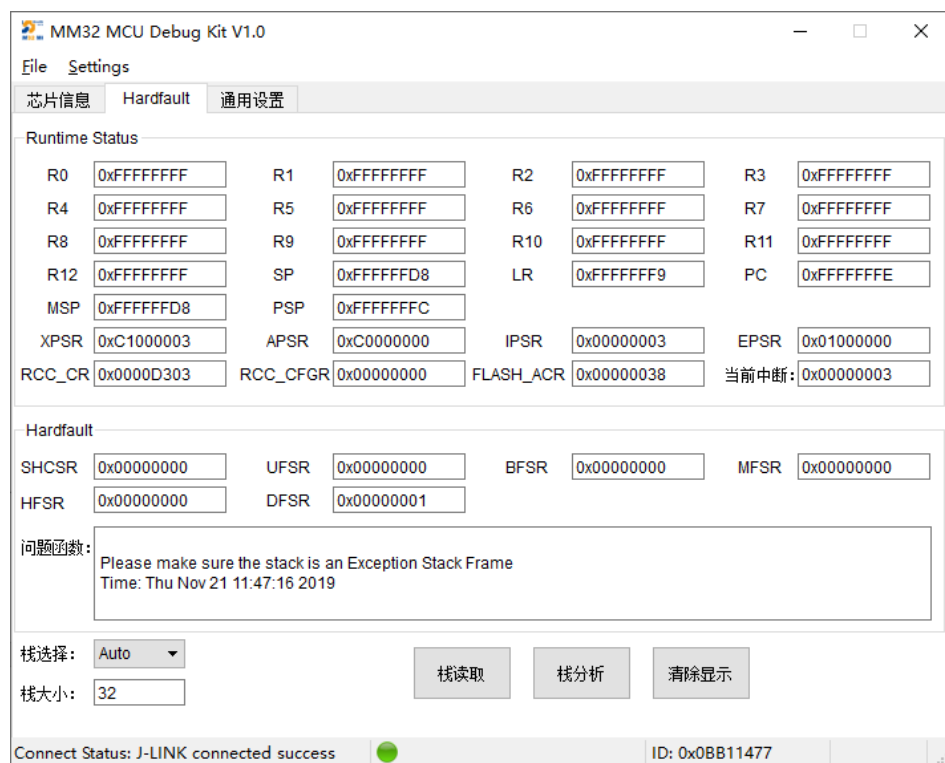 MM32 MCU Debug Kit V1.0
File Settings
芯片信息 Hardfault 通用设置
Runtime Status
R0 0xFFFFFFFF R1 0xFFFFFFFF R2 0xFFFFFFFF R3 0xFFFFFFFF
R4 0xFFFFFFFF R5 0xFFFFFFFF R6 0xFFFFFFFF R7 0xFFFFFFFF
R8 0xFFFFFFFF R9 0xFFFFFFFF R10 0xFFFFFFFF R11 0xFFFFFFFF
R12 0xFFFFFFFF SP 0xFFFFFFD8 LR 0xFFFFFFF9 PC 0xFFFFFFFE
MSP 0xFFFFFFD8 PSP 0xFFFFFFFC
XPSR 0xC1000003 APSR 0xC0000000 IPSR 0x00000003 EPSR 0x01000000
RCC_CR 0x0000D303 RCC_CFGR 0x00000000 FLASH_ACR 0x00000038 当前中断: 0x00000003
Hardfault
SHCSR 0x00000000 UFSR 0x00000000 BFSR 0x00000000 MFSR 0x00000000
HFSR 0x00000000 DFSR 0x00000001
问题函数:
Please make sure the stack is an Exception Stack Frame
Time: Thu Nov 21 11:47:16 2019
栈选择: Auto
栈大小: 32
栈读取 栈分析 清除显示
Connect Status: J-LINK connected success ID: 0x0BB11477